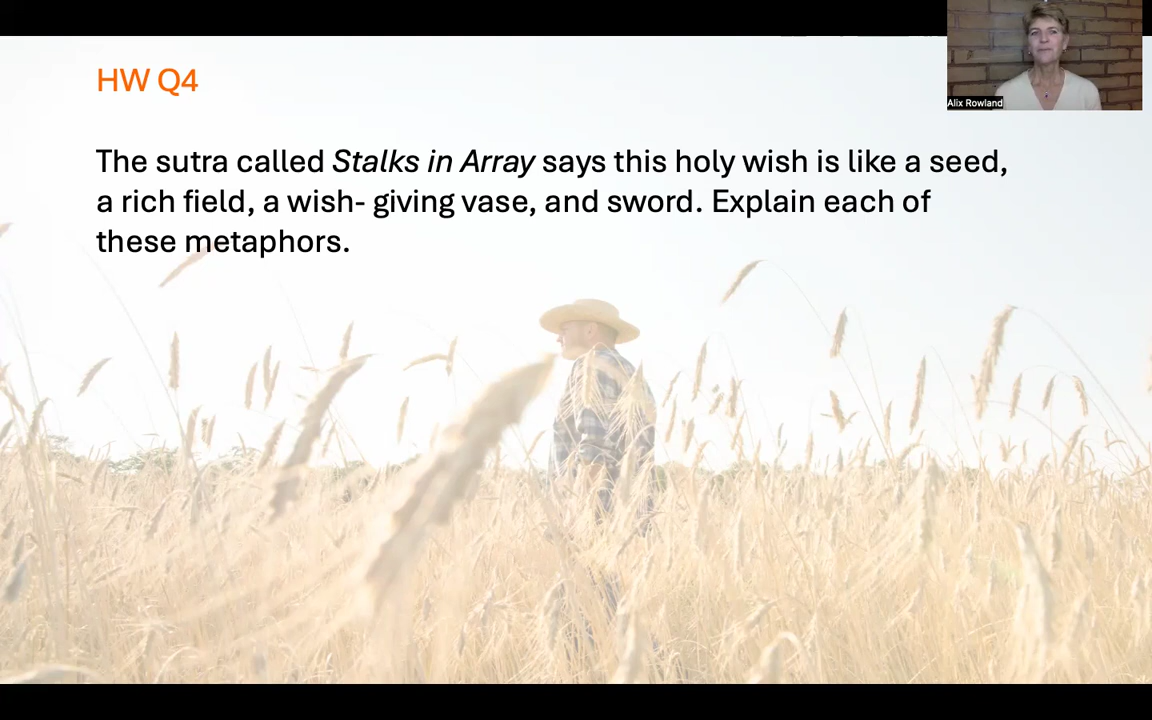 HW Q4
Alix Rowland
The sutra called Stalks in Array says this holy wish is like a seed,
a rich field, a wish- giving vase, and sword. Explain each of
these metaphors.